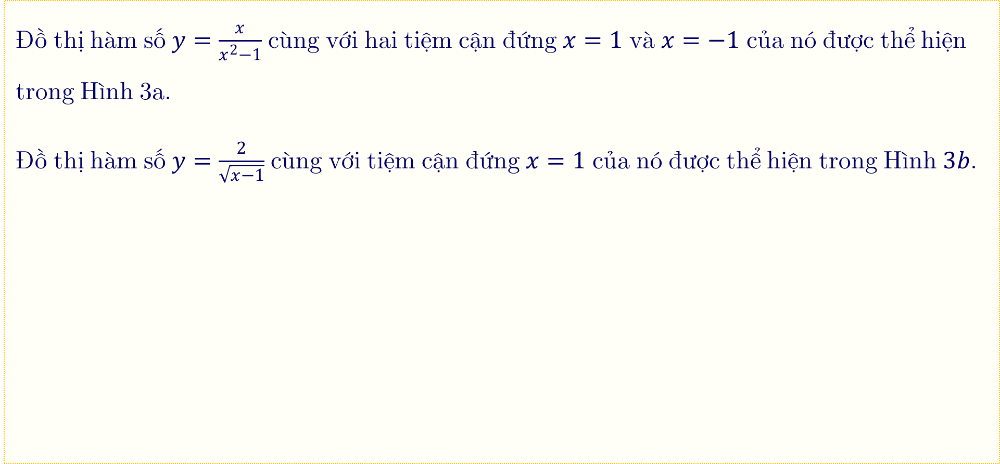 Đồ thị hàm số $y = \frac{x}{x^2-1}$ cùng với hai tiệm cận đứng $x = 1$ và $x = -1$ của nó được thể hiện
trong Hình 3a.
Đồ thị hàm số $y = \frac{2}{\sqrt{x-1}}$ cùng với tiệm cận đứng $x = 1$ của nó được thể hiện trong Hình $3b$.